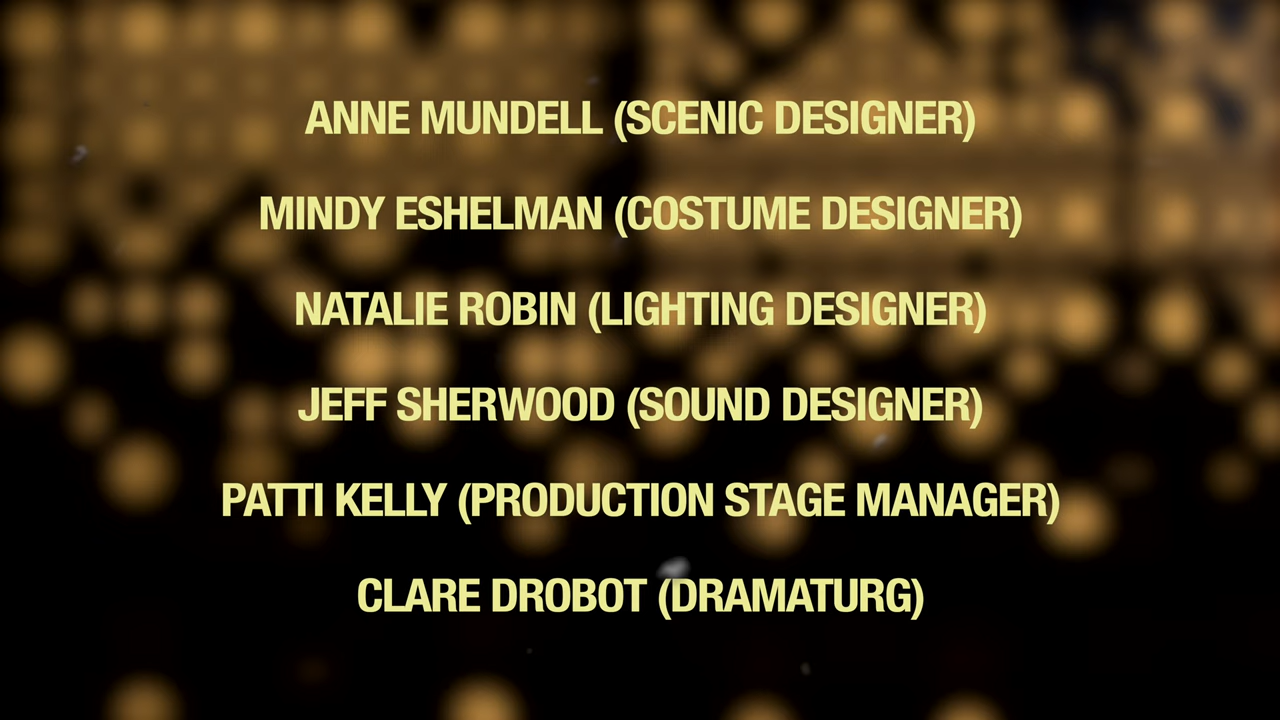 ANNE MUNDELL (SCENIC DESIGNER)
MINDY ESHELMAN (COSTUME DESIGNER)
NATALIE ROBIN (LIGHTING DESIGNER)
JEFF SHERWOOD (SOUND DESIGNER)
PATTI KELLY (PRODUCTION STAGE MANAGER)
CLARE DROBOT (DRAMATURG)